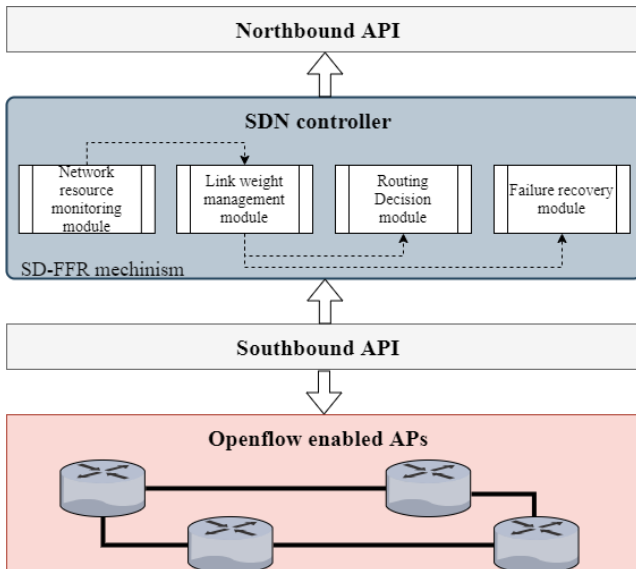 Northbound API
SDN controller
Network
resource
monitoring
module
Link weight
management
module
Routing
Decision
module
Failure recovery
module
SD-FFR mechinism
Southbound API
Openflow enabled APs